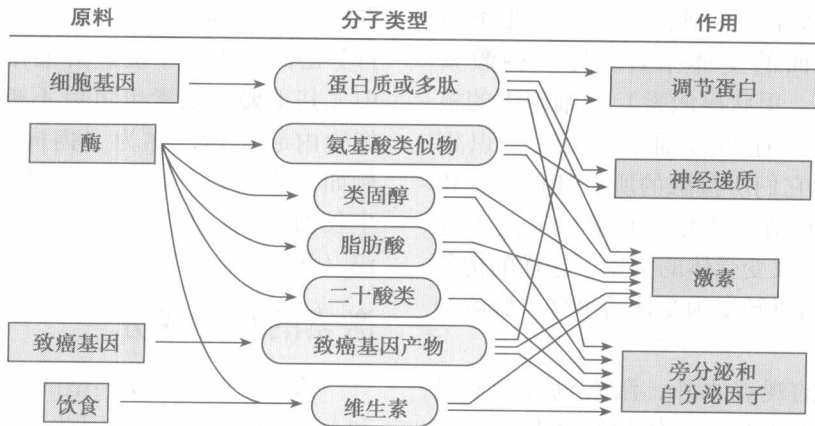 原料
分子类型
作用
细胞基因
蛋白质或多肽
调节蛋白
酶
氨基酸类似物
神经递质
类固醇
脂肪酸
激素
二十酸类
致癌基因
致癌基因产物
旁分泌和
自分泌因子
饮食
维生素